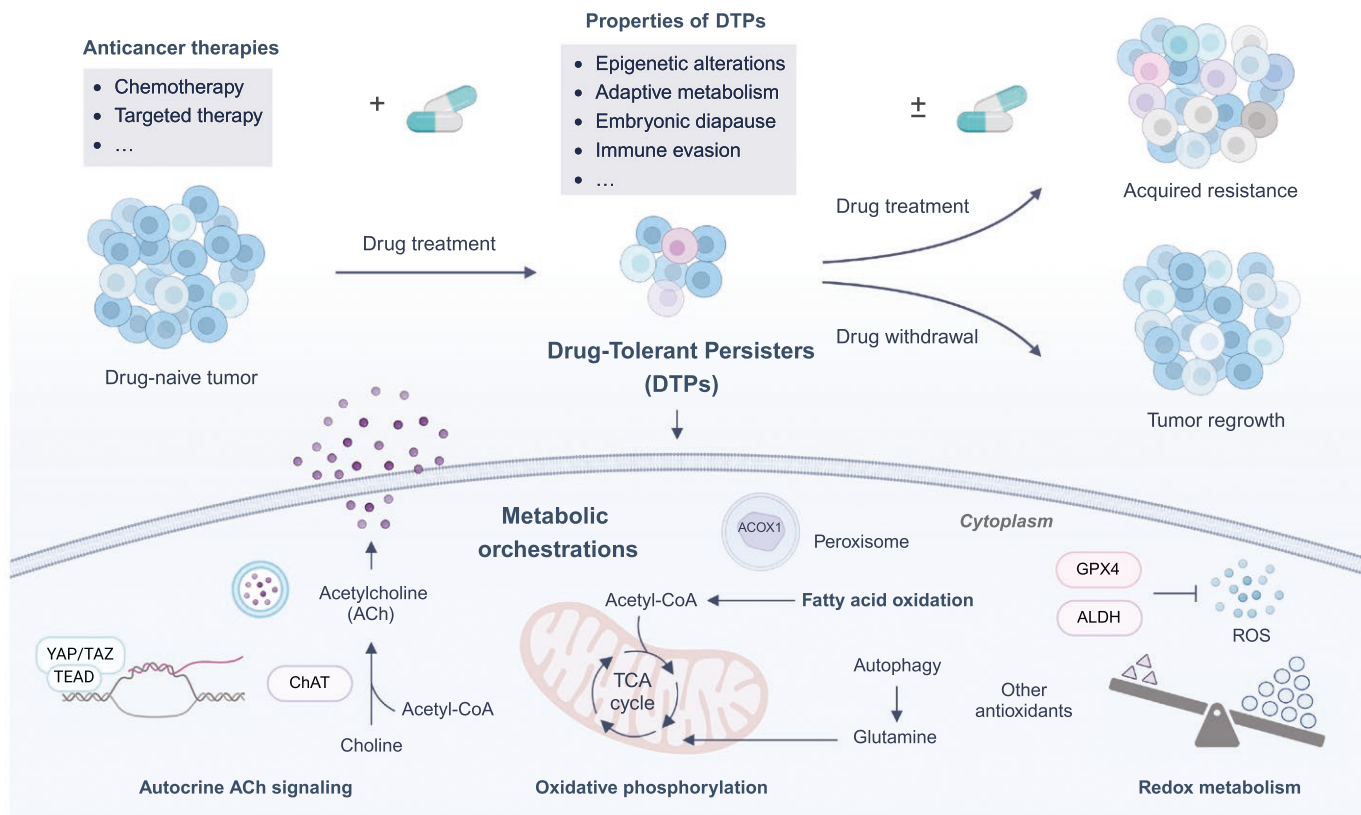 Anticancer therapies
• Chemotherapy
• Targeted therapy
• …
+
Properties of DTPs
• Epigenetic alterations
• Adaptive metabolism
• Embryonic diapause
• Immune evasion
• …
±
Drug-naive tumor
Drug treatment
Drug-Tolerant Persisters
(DTPs)
Drug treatment
Drug withdrawal
Acquired resistance
Tumor regrowth
Metabolic
orchestrations
Cytoplasm
YAP/TAZ
TEAD
ChAT
Acetylcholine
(ACh)
Acetyl-CoA
Choline
Autocrine ACh signaling
ACOX1
Peroxisome
Acetyl-CoA
Fatty acid oxidation
TCA
cycle
Autophagy
Glutamine
Oxidative phosphorylation
GPX4
ALDH
ROS
Other
antioxidants
Redox metabolism